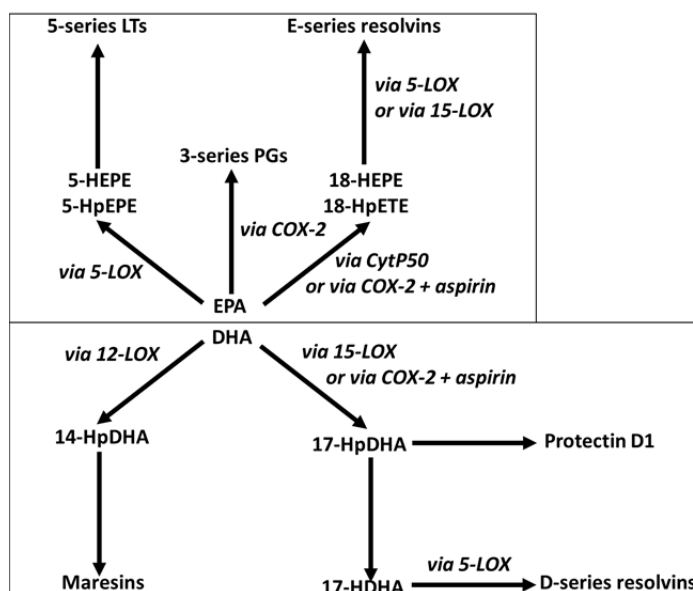 5-series LTs
E-series resolvins
via 5-LOX
or via 15-LOX
3-series PGs
5-HEPE
5-HpEPE
18-HEPE
18-HpETE
via COX-2
via 5-LOX
via CytP50
or via COX-2 + aspirin
EPA
DHA
via 12-LOX
via 15-LOX
or via COX-2 + aspirin
14-HpDHA
17-HpDHA
Protectin D1
via 5-LOX
Maresins
17-HDHA
D-series resolvins